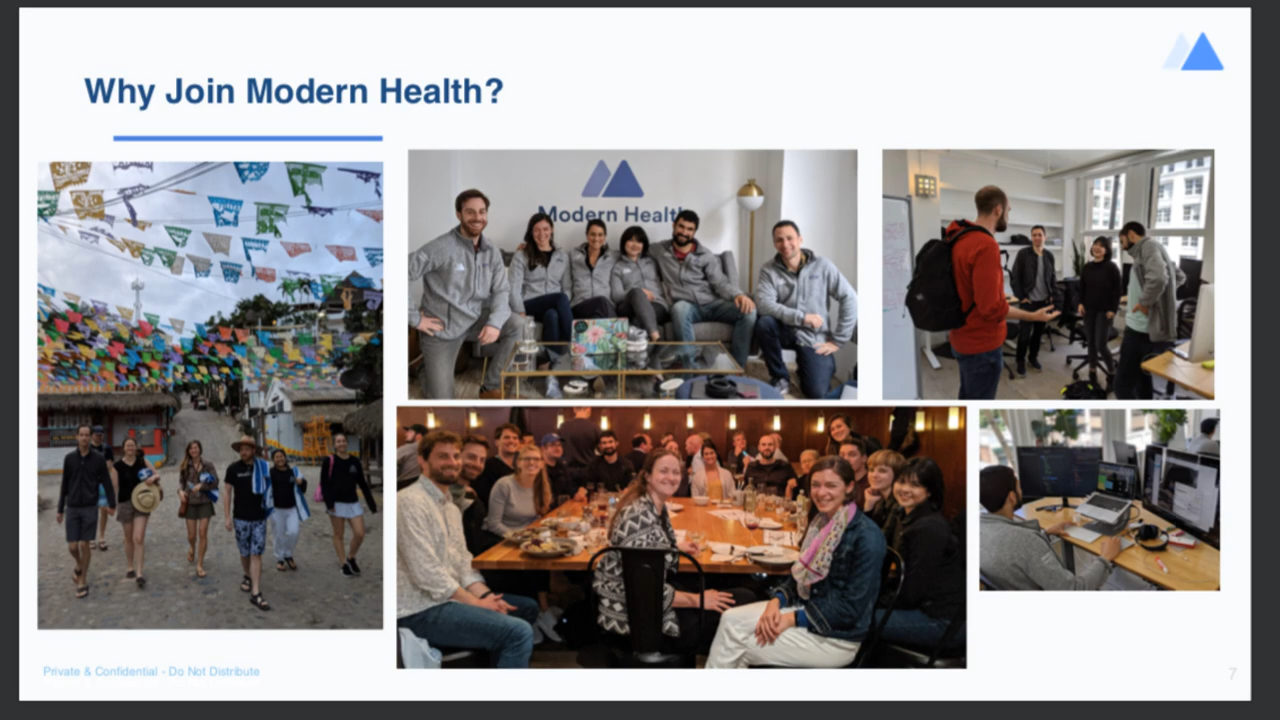 Why Join Modern Health?
Modern Health
Private & Confidential - Do Not Distribute
7